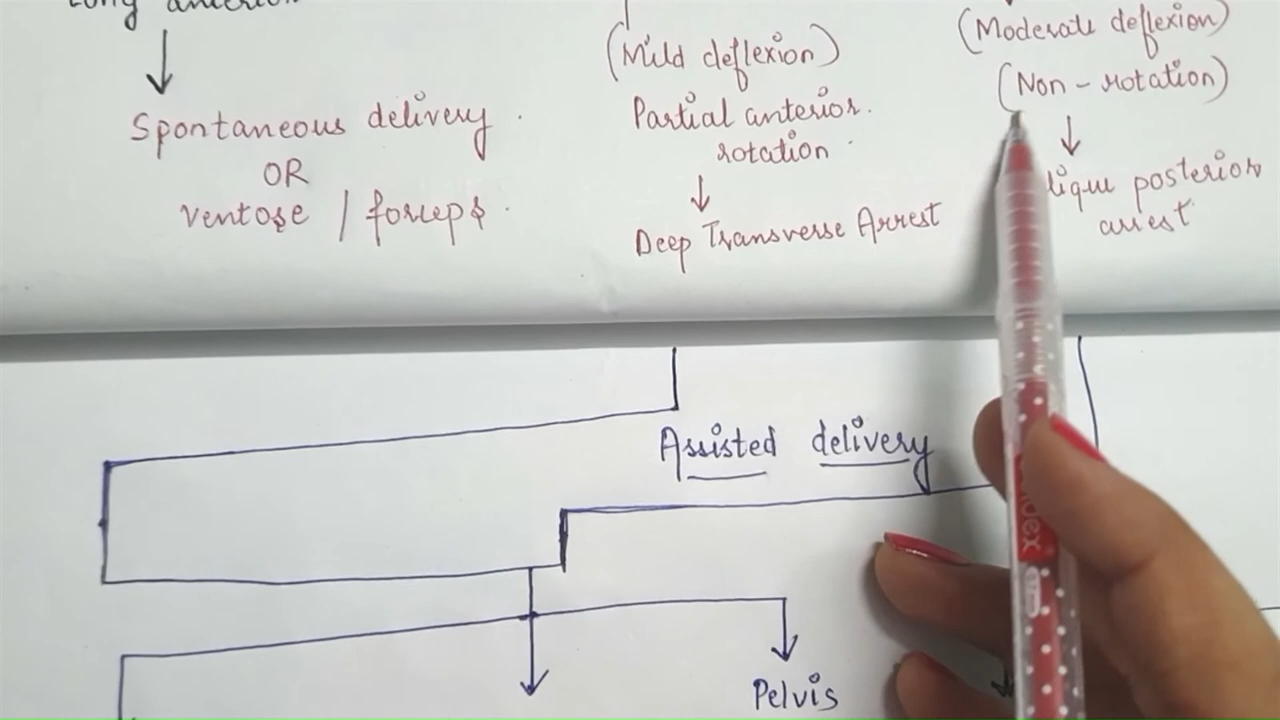 Spontaneous delivery.
OR
ventose / forceps.
(Mild deflexion)
Partial anterior.
rotation
Deep Transverse Arrest
(Moderate deflexion)
(Non-rotation)
lique posterior
arrest
Assisted delivery
Pelvis